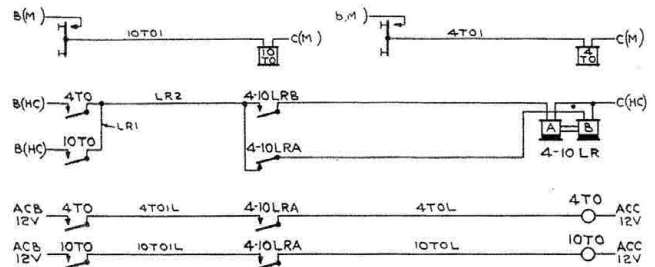 B(M) 10TO1 10 TO C(M) b(M) 4TO1 4 TO C(M)
B(HC) 4TO LR2 4-10LRB C(HC)
LR1 A B
B(HC) 10TO 4-10LRA 4-10LR
ACB 12V 4TO 4TO1L 4-10LRA 4TOL 4TO ACC 12V
ACB 12V 10TO 10TO1L 4-10LRA 10TOL 10TO ACC 12V